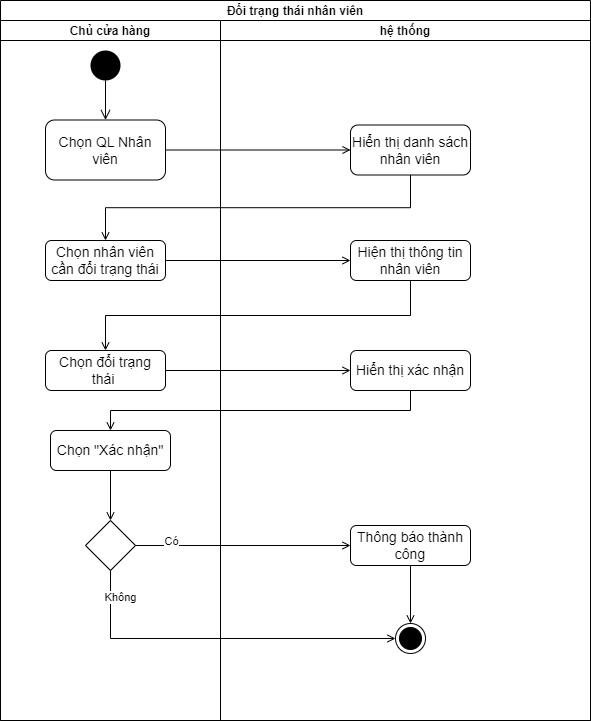 Đổi trạng thái nhân viên
Chủ cửa hàng
hệ thống
Chọn QL Nhân
viên
Hiển thị danh sách
nhân viên
Chọn nhân viên
cần đổi trạng thái
Hiện thị thông tin
nhân viên
Chọn đổi trạng
thái
Hiển thị xác nhận
Chọn "Xác nhận"
Có
Thông báo thành
công
Không